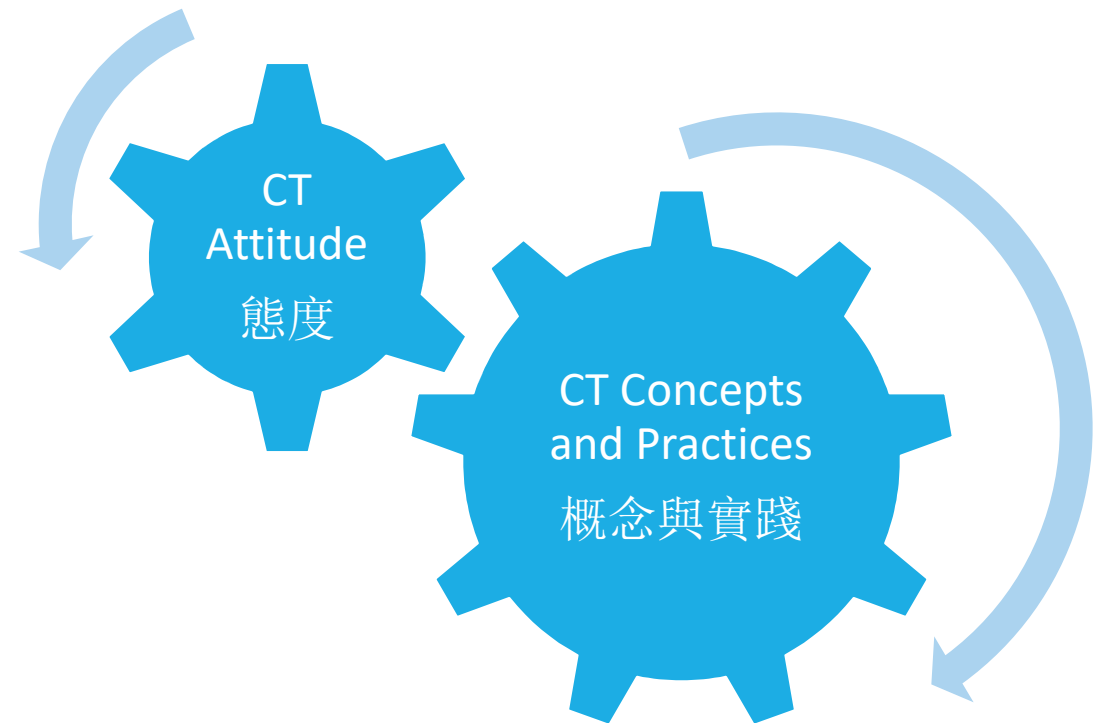 CT
Attitude
態度
CT Concepts
and Practices
概念與實踐